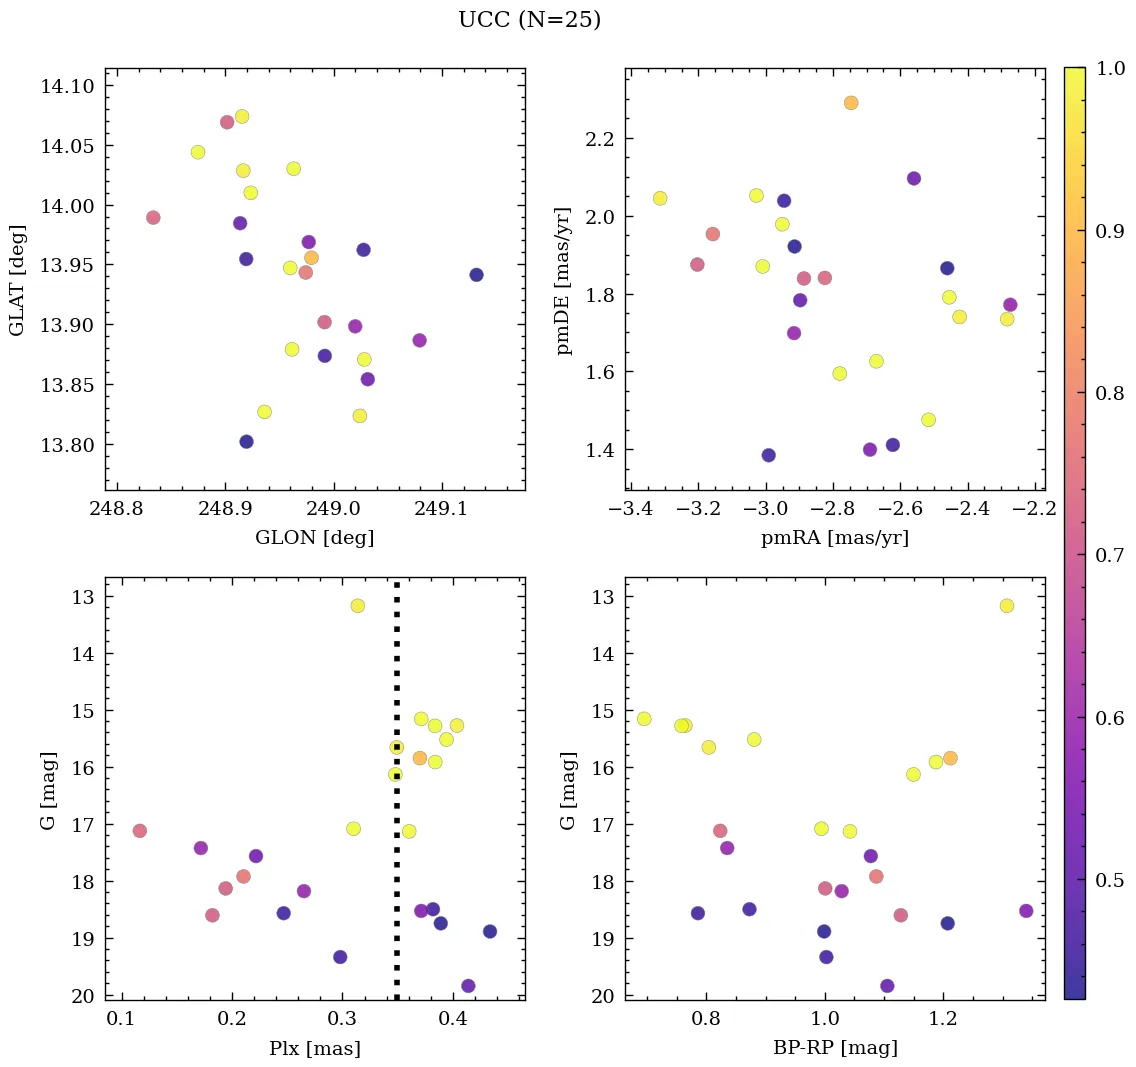 UCC (N=25)
14.10
14.05
14.00
13.95
13.90
13.85
13.80
GLAT [deg]
248.8 248.9 249.0 249.1
GLON [deg]
2.2
2.0
1.8
1.6
1.4
pmDE [mas/yr]
−3.4 −3.2 −3.0 −2.8 −2.6 −2.4 −2.2
pmRA [mas/yr]
13
14
15
16
17
18
19
20
G [mag]
0.1 0.2 0.3 0.4
Plx [mas]
13
14
15
16
17
18
19
20
G [mag]
0.8 1.0 1.2
BP-RP [mag]
1.0
0.9
0.8
0.7
0.6
0.5